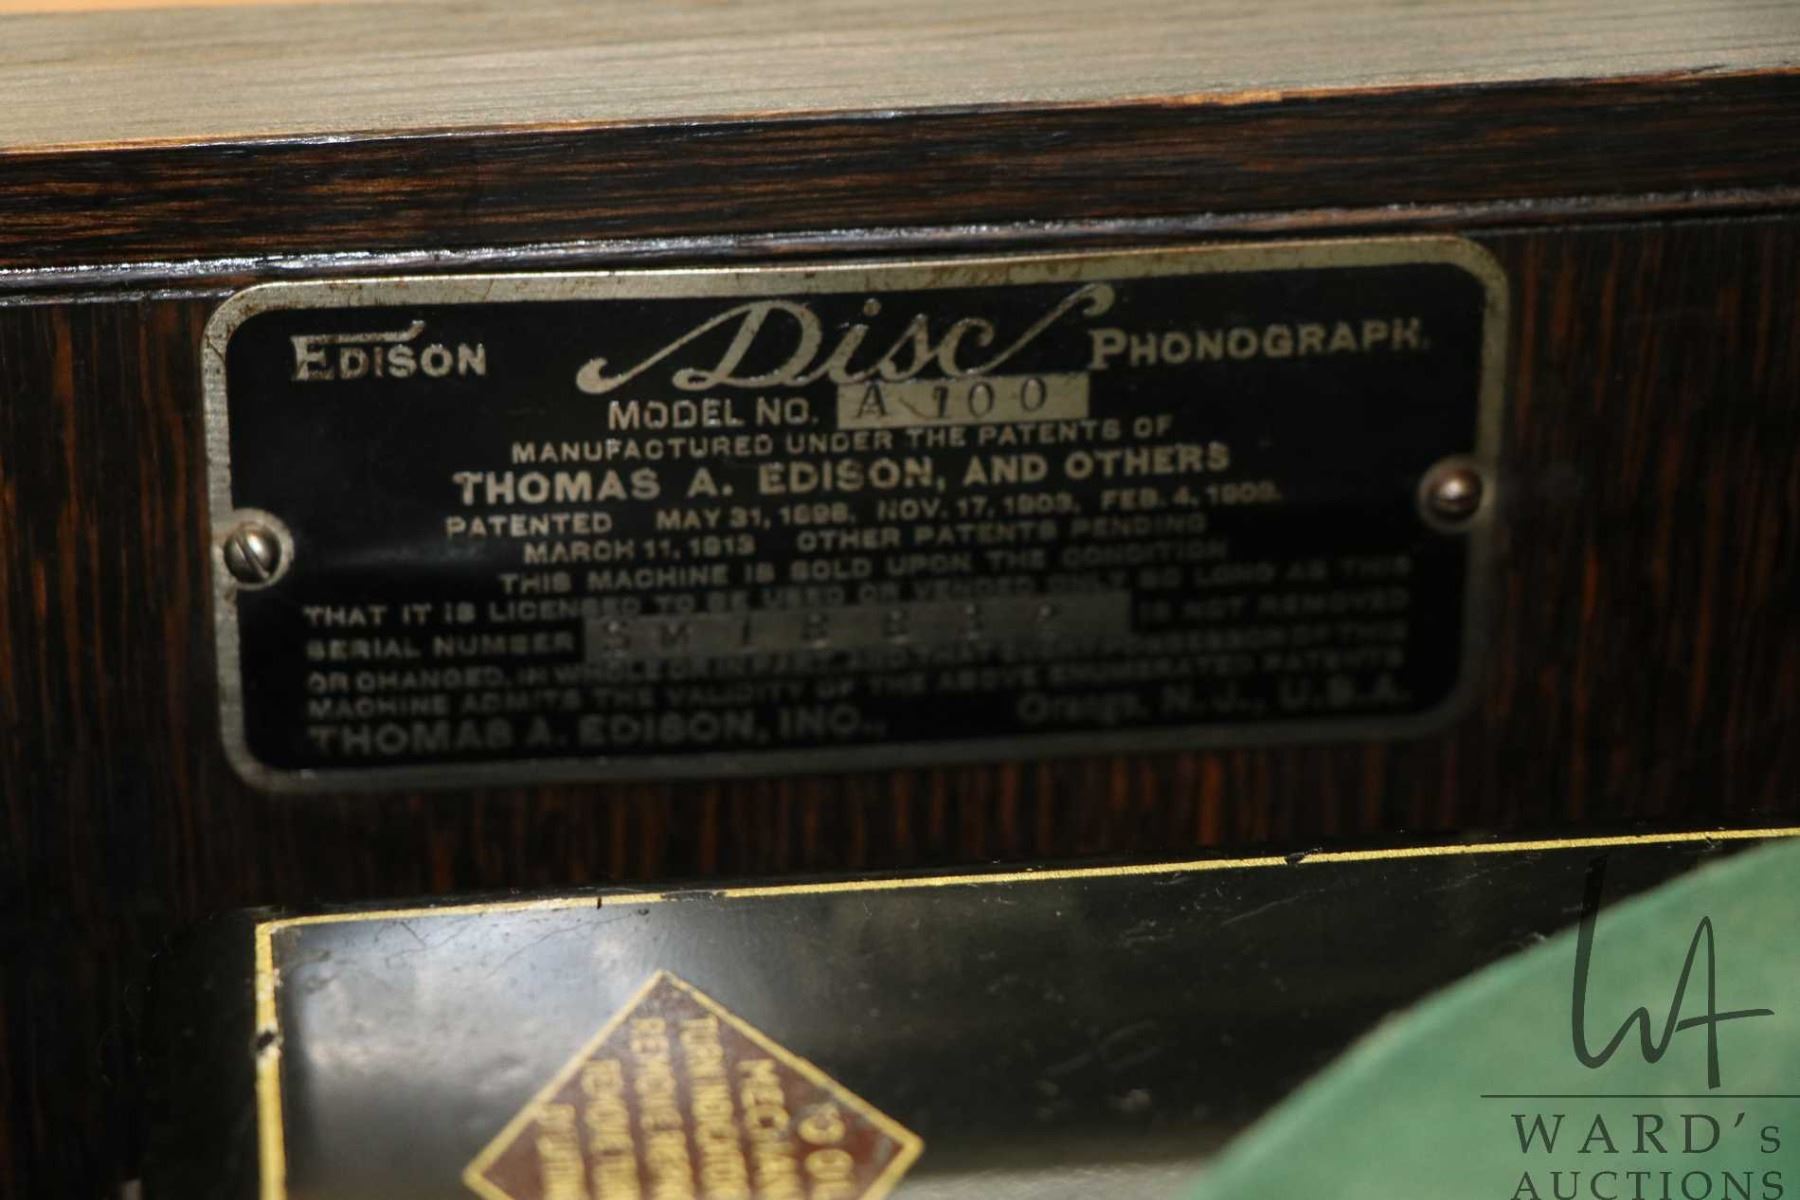 EDISON Disc PHONOGRAPH.
MODEL NO. A 100
MANUFACTURED UNDER THE PATENTS OF
THOMAS A. EDISON, AND OTHERS
PATENTED MAY 31, 1898, NOV. 17, 1903, FEB. 4, 1908.
MARCH 11, 1913 OTHER PATENTS PENDING
THIS MACHINE IS SOLD UPON THE CONDITION
THAT IT IS LICENSED TO BE USED OR VENDED ONLY SO LONG AS THIS
SERIAL NUMBER SM IS NOT REMOVED
OR CHANGED, IN WHOLE OR IN PART, AND THAT OF THIS
MACHINE ADMITS THE VALIDITY OF THE ABOVE ENUMERATED PATENTS
THOMAS A. EDISON, INC., Orange, N.J., U.S.A.
WA
WARD's
AUCTIONS